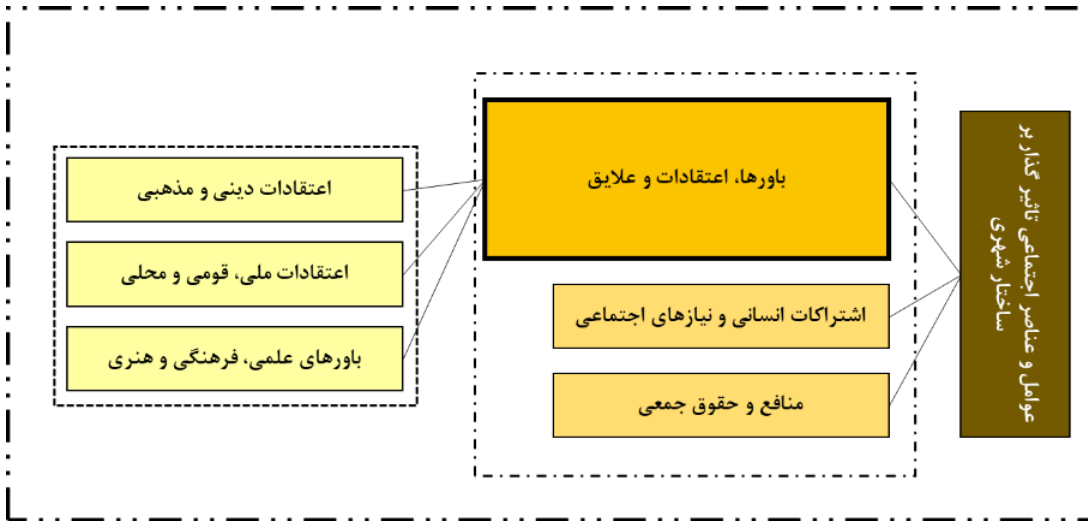 عوامل و عناصر اجتماعی تاثیر گذار بر
ساختار شهری
باورها، اعتقادات و علایق
اشتراکات انسانی و نیازهای اجتماعی
منافع و حقوق جمعی
اعتقادات دینی و مذهبی
اعتقادات ملی، قومی و محلی
باورهای علمی، فرهنگی و هنری